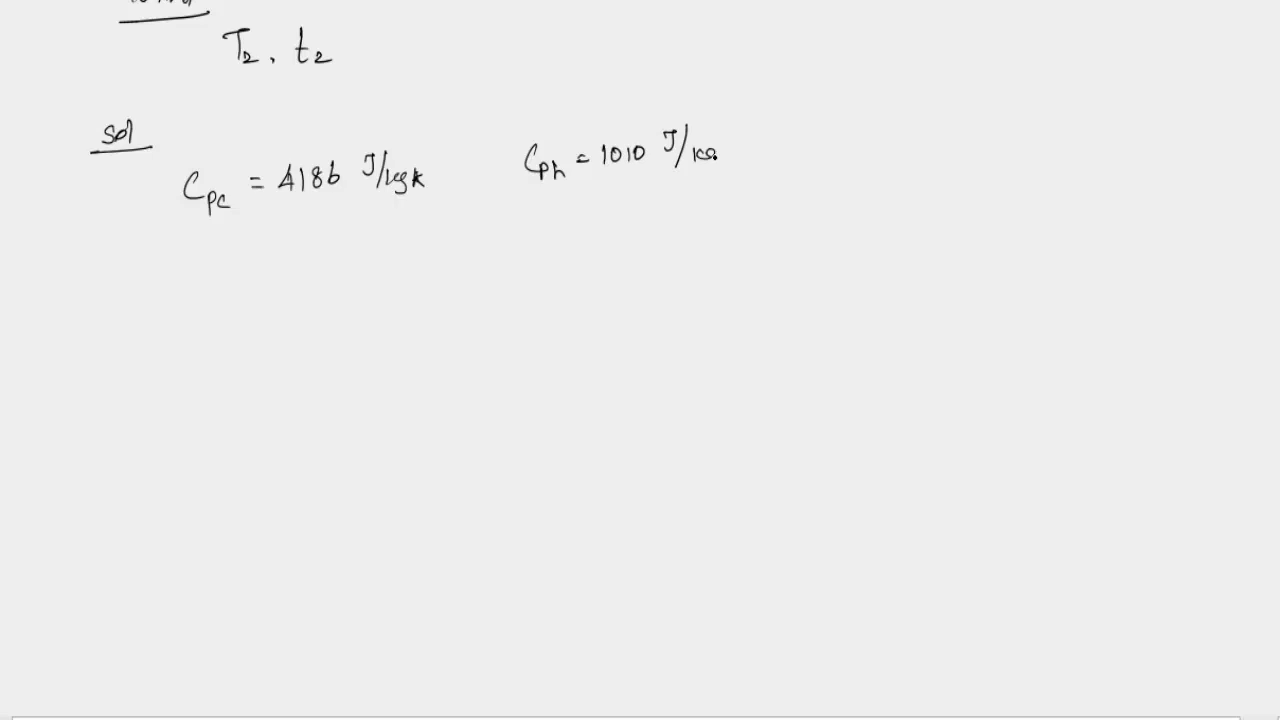 T₂, t₂
Sol
Cpc = 4186 J/kgk Cph = 1010 J/kg